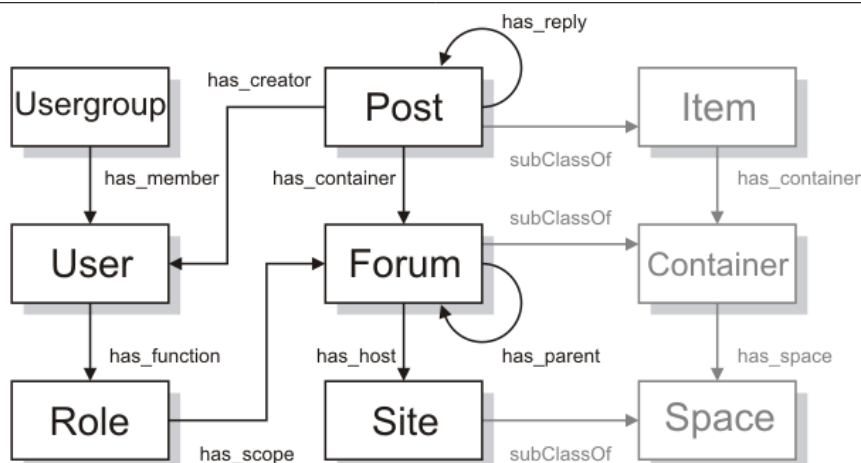 has_reply
has_creator
Usergroup
Post
Item
subClassOf
has_member
has_container
has_container
subClassOf
User
Forum
Container
has_function
has_host
has_parent
has_space
Role
Site
Space
has_scope
subClassOf